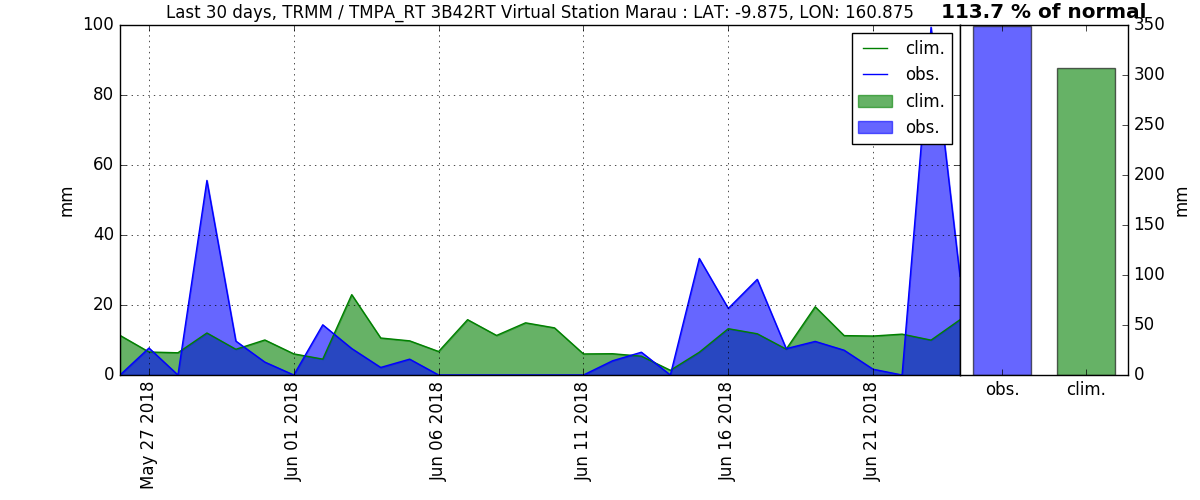 Last 30 days, TRMM / TMPA_RT 3B42RT Virtual Station Marau : LAT: -9.875, LON: 160.875
113.7 % of normal
100
80
60
40
20
0
mm
clim.
obs.
clim.
obs.
350
300
250
200
150
100
50
0
mm
May 27 2018
Jun 01 2018
Jun 06 2018
Jun 11 2018
Jun 16 2018
Jun 21 2018
obs.
clim.